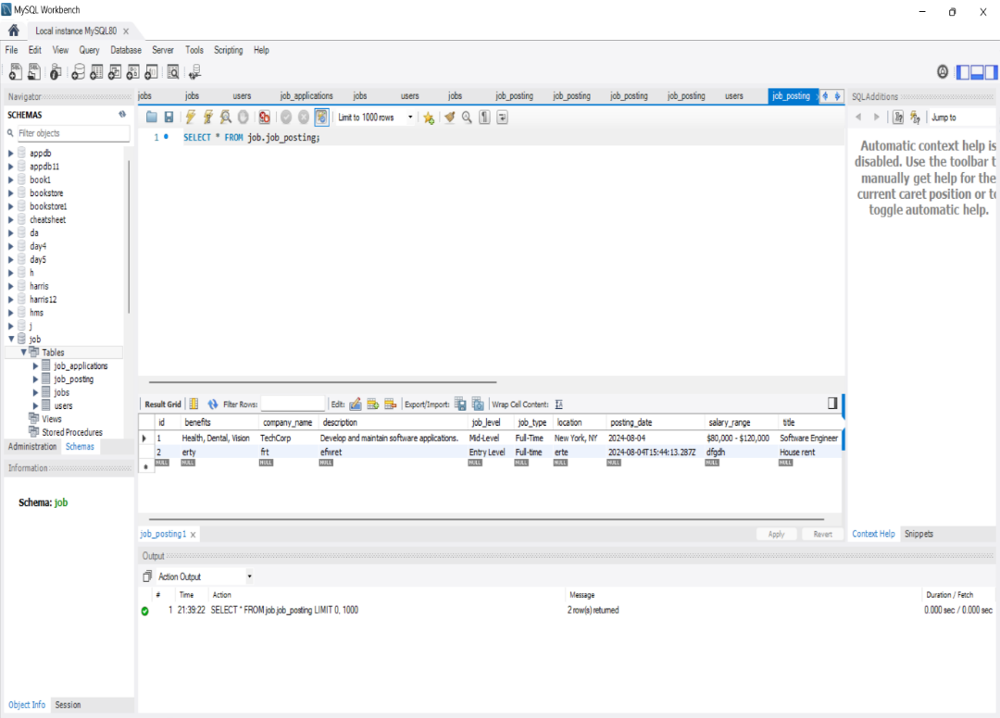 MySQL Workbench
Local instance MySQL80 ×
File Edit View Query Database Server Tools Scripting Help
Navigator
SCHEMAS
Filter objects
appdb
appdb11
book1
bookstore
bookstore1
cheatsheet
da
day4
day5
h
harris
harris12
hms
j
job
Tables
job_applications
job_posting
jobs
users
Views
Stored Procedures
Administration Schemas
Information
Schema: job
Object Info Session
jobs jobs users job_applications jobs users jobs job_posting job_posting job_posting job_posting users job_posting
Limit to 1000 rows
1 SELECT * FROM job.job_posting;
Result Grid Filter Rows: Edit: Export/Import: Wrap Cell Content:
id benefits company_name description job_level job_type location posting_date salary_range title
1 Health, Dental, Vision TechCorp Develop and maintain software applications. Mid-Level Full-Time New York, NY 2024-08-04 $80,000 - $120,000 Software Engineer
2 erty frt efwret Entry Level Full-time erte 2024-08-04T15:44:13.287Z dfgdh House rent
NULL NULL NULL NULL NULL NULL NULL NULL NULL NULL
job_posting1 × Apply Revert
Output
Action Output
# Time Action Message Duration / Fetch
1 21:39:22 SELECT * FROM job.job_posting LIMIT 0, 1000 2 row(s) returned 0.000 sec / 0.000 sec
SQLAdditions
Jump to
Automatic context help is
disabled. Use the toolbar t
manually get help for the
current caret position or to
toggle automatic help.
Context Help Snippets